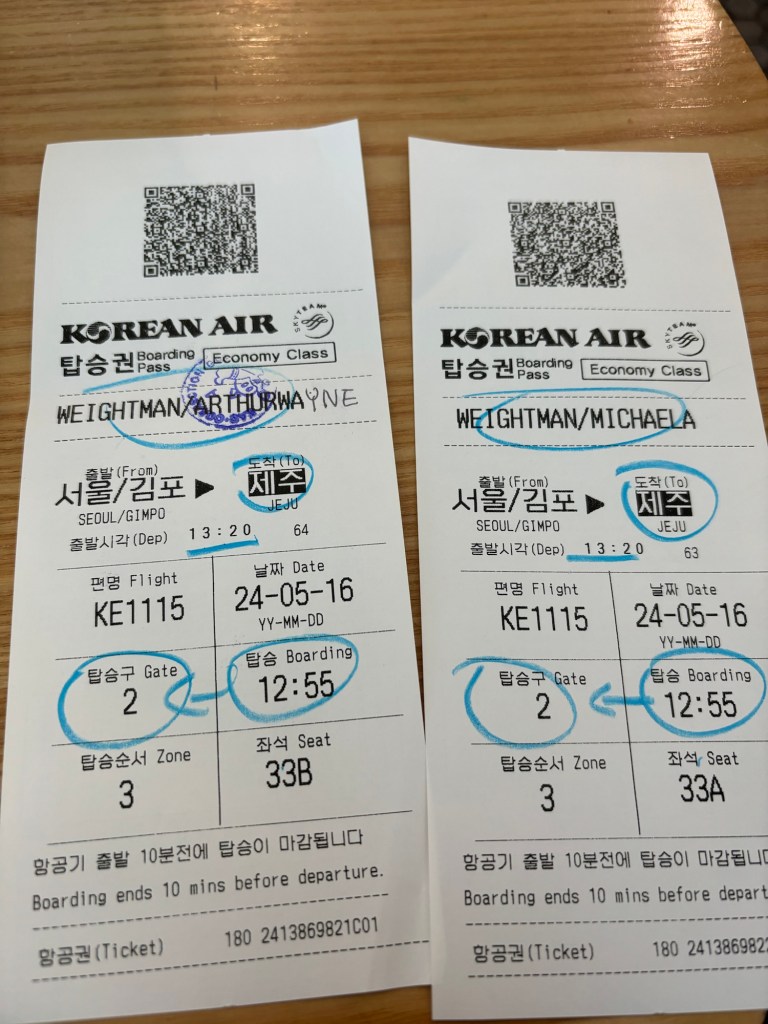 KOREAN AIR
SKYTEAM
탑승권 Boarding Pass Economy Class
WEIGHTMAN/ARTHURWAYNE
출발(From)
도착(To)
서울/김포 ▶ 제주
SEOUL/GIMPO
JEJU
출발시각(Dep) 13:20 64
편명 Flight
날짜 Date
KE1115
24-05-16
YY-MM-DD
탑승구 Gate
탑승 Boarding
2
12:55
탑승순서 Zone
좌석 Seat
3
33B
항공기 출발 10분전에 탑승이 마감됩니다
Boarding ends 10 mins before departure.
항공권(Ticket) 180 2413869821C01
KOREAN AIR
SKYTEAM
탑승권 Boarding Pass Economy Class
WEIGHTMAN/MICHAELA
출발(From)
도착(To)
서울/김포 ▶ 제주
SEOUL/GIMPO
JEJU
출발시각(Dep) 13:20 63
편명 Flight
날짜 Date
KE1115
24-05-16
YY-MM-DD
탑승구 Gate
탑승 Boarding
2
12:55
탑승순서 Zone
좌석 Seat
3
33A
항공기 출발 10분전에 탑승이 마감됩니다
Boarding ends 10 mins before depart
항공권(Ticket) 180 241386982